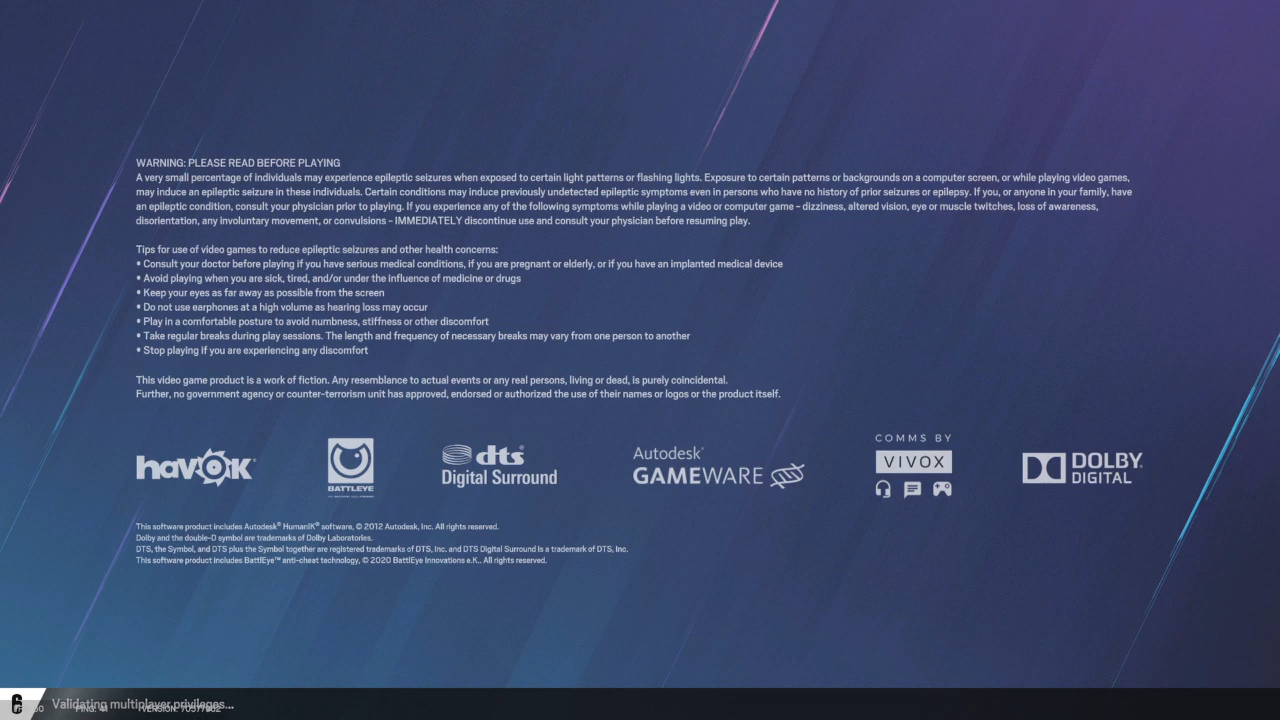 WARNING: PLEASE READ BEFORE PLAYING
A very small percentage of individuals may experience epileptic seizures when exposed to certain light patterns or flashing lights. Exposure to certain patterns or backgrounds on a computer screen, or while playing video games,
may induce an epileptic seizure in these individuals. Certain conditions may induce previously undetected epileptic symptoms even in persons who have no history of prior seizures or epilepsy. If you, or anyone in your family, have
an epileptic condition, consult your physician prior to playing. If you experience any of the following symptoms while playing a video or computer game – dizziness, altered vision, eye or muscle twitches, loss of awareness,
disorientation, any involuntary movement, or convulsions – IMMEDIATELY discontinue use and consult your physician before resuming play.
Tips for use of video games to reduce epileptic seizures and other health concerns:
• Consult your doctor before playing if you have serious medical conditions, if you are pregnant or elderly, or if you have an implanted medical device
• Avoid playing when you are sick, tired, and/or under the influence of medicine or drugs
• Keep your eyes as far away as possible from the screen
• Do not use earphones at a high volume as hearing loss may occur
• Play in a comfortable posture to avoid numbness, stiffness or other discomfort
• Take regular breaks during play sessions. The length and frequency of necessary breaks may vary from one person to another
• Stop playing if you are experiencing any discomfort
This video game product is a work of fiction. Any resemblance to actual events or any real persons, living or dead, is purely coincidental.
Further, no government agency or counter-terrorism unit has approved, endorsed or authorized the use of their names or logos or the product itself.
havok®
BATTLEYE
dts®
Digital Surround
Autodesk®
GAMEWARE
COMMS BY
VIVOX
DOLBY®
DIGITAL
This software product includes Autodesk® HumanIK® software, © 2012 Autodesk, Inc. All rights reserved.
Dolby and the double-D symbol are trademarks of Dolby Laboratories.
DTS, the Symbol, and DTS plus the Symbol together are registered trademarks of DTS, Inc. and DTS Digital Surround is a trademark of DTS, Inc.
This software product includes BattlEye™ anti-cheat technology, © 2020 BattlEye Innovations e.K.. All rights reserved.
6
Validating multiplayer privileges...
PING: 41 VERSION: